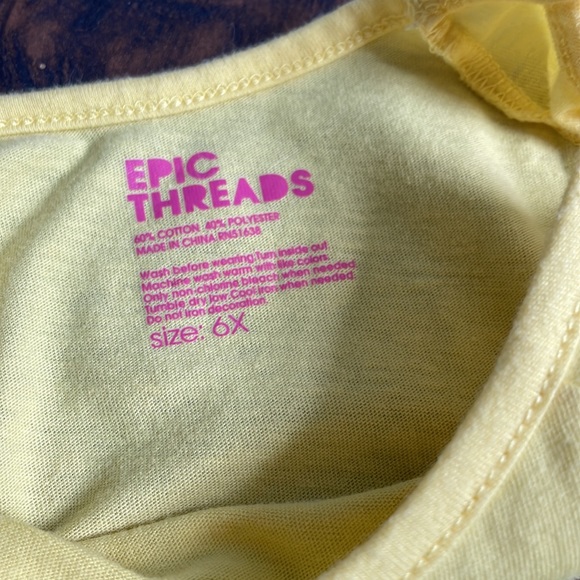 EPIC
THREADS
60% COTTON 40% POLYESTER
MADE IN CHINA RN51638
Wash before wearing.Turn inside out
Machine wash warm with like colors.
Only non-chlorine bleach when needed
Tumble dry low Cool iron when needed.
Do not iron decoration
size: 6X